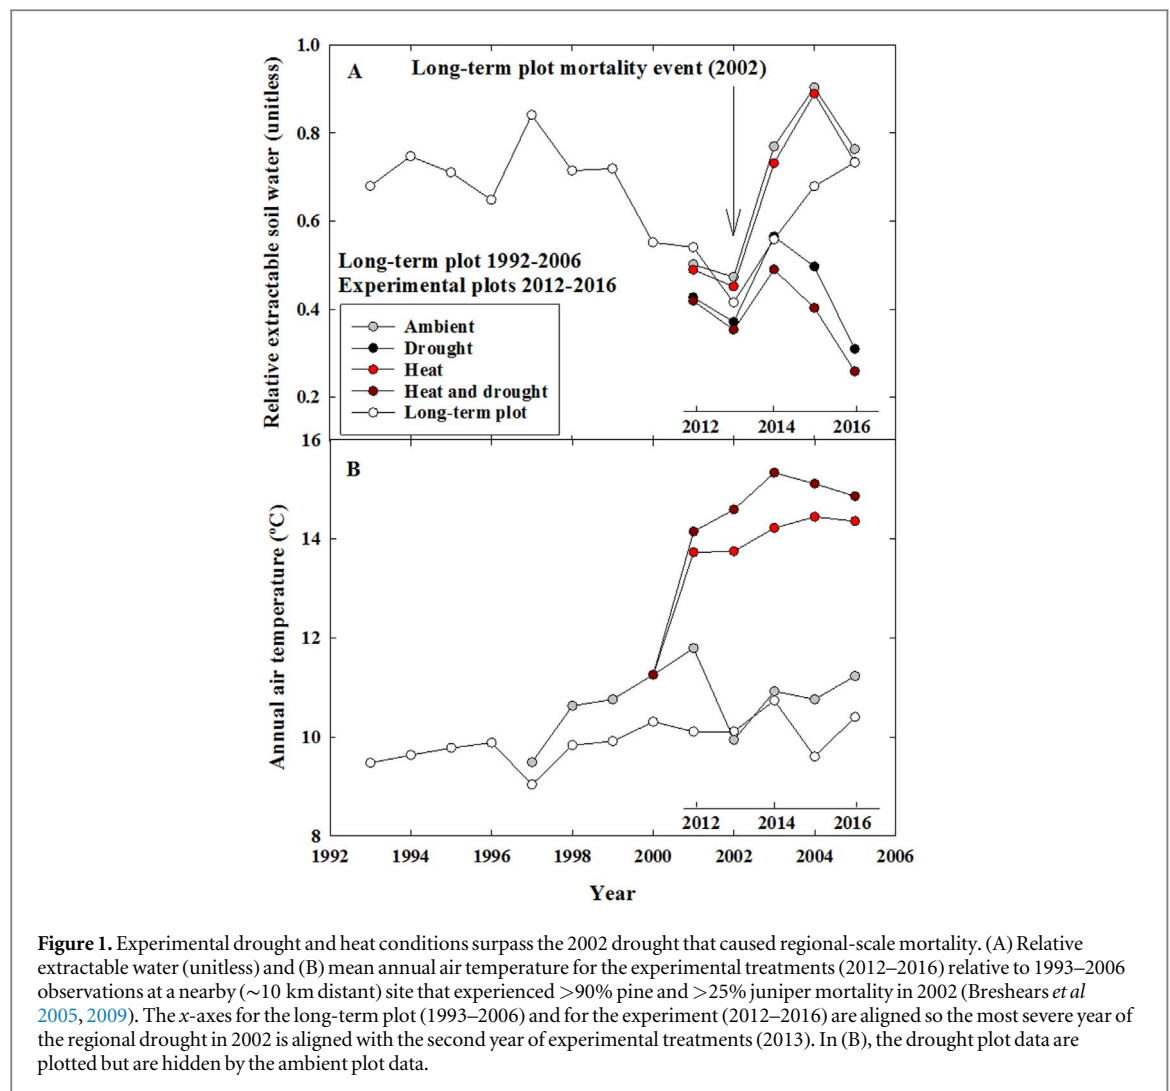 A
Long-term plot mortality event (2002)
Relative extractable soil water (unitless)
1.0
0.8
0.6
0.4
0.2
Long-term plot 1992-2006
Experimental plots 2012-2016
Ambient
Drought
Heat
Heat and drought
Long-term plot
2012 2014 2016
B
Annual air temperature (ºC)
16
14
12
10
8
2012 2014 2016
1992 1994 1996 1998 2000 2002 2004 2006
Year
Figure 1. Experimental drought and heat conditions surpass the 2002 drought that caused regional-scale mortality. (A) Relative
extractable water (unitless) and (B) mean annual air temperature for the experimental treatments (2012–2016) relative to 1993–2006
observations at a nearby (∼10 km distant) site that experienced >90% pine and >25% juniper mortality in 2002 (Breshears et al
2005, 2009). The x-axes for the long-term plot (1993–2006) and for the experiment (2012–2016) are aligned so the most severe year of
the regional drought in 2002 is aligned with the second year of experimental treatments (2013). In (B), the drought plot data are
plotted but are hidden by the ambient plot data.